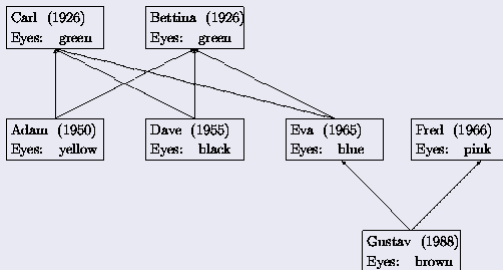 Carl (1926)
Eyes: green
Bettina (1926)
Eyes: green
Adam (1950)
Eyes: yellow
Dave (1955)
Eyes: black
Eva (1965)
Eyes: blue
Fred (1966)
Eyes: pink
Gustav (1988)
Eyes: brown